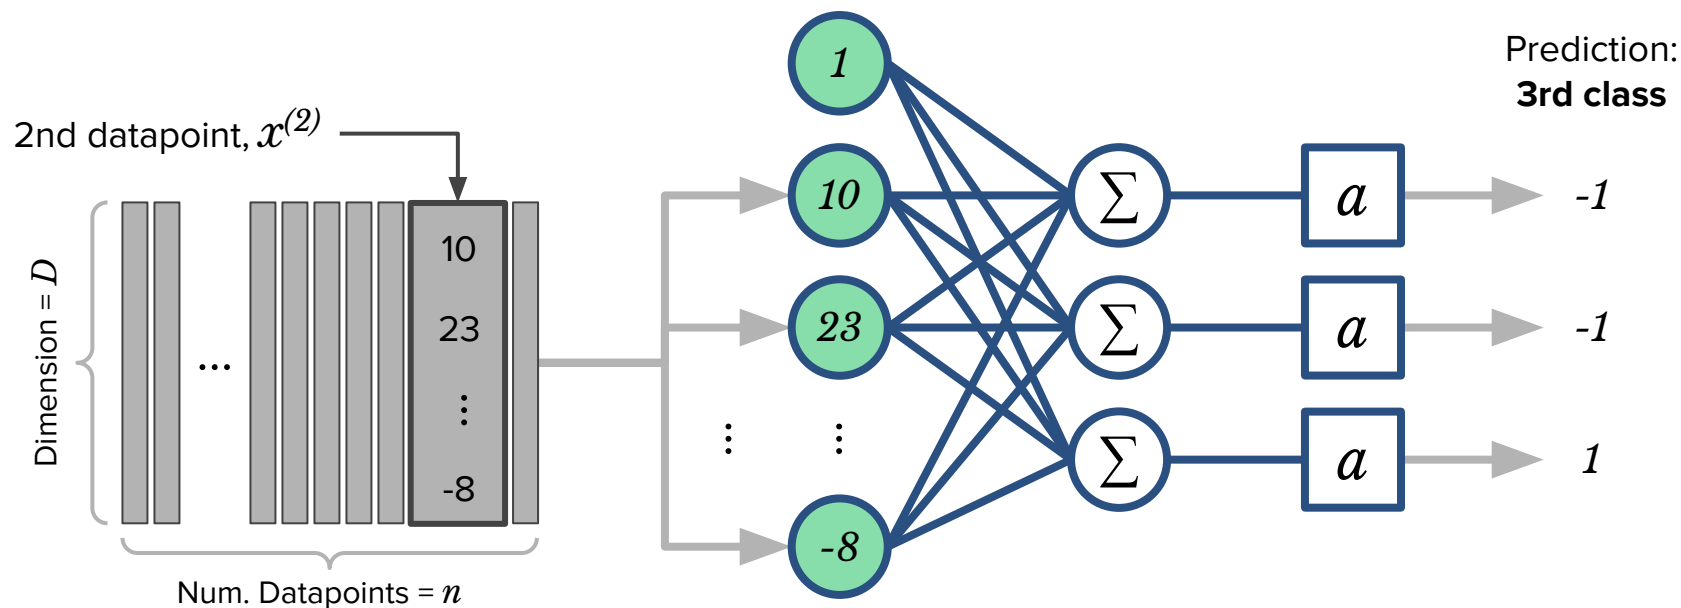 2nd datapoint, x^(2)
Dimension = D
...
10
23
⋮
-8
Num. Datapoints = n
⋮
1
10
23
⋮
-8
∑
∑
∑
a
a
a
Prediction:
3rd class
-1
-1
1